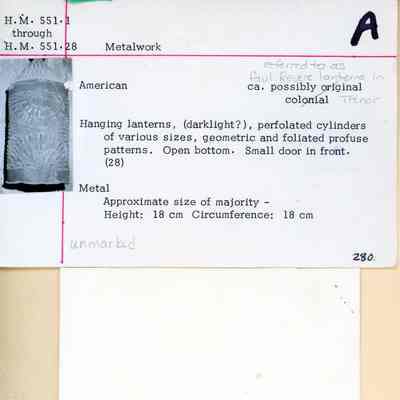 H.M. 551.1
through
H.M. 551.28 Metalwork
A
referred to as
Paul Revere lanterns in
American ca. possibly original
colonial
Hanging lanterns, (darklight?), perfolated cylinders
of various sizes, geometric and foliated profuse
patterns. Open bottom. Small door in front.
(28)
Metal
Approximate size of majority -
Height: 18 cm Circumference: 18 cm
unmarked
280.